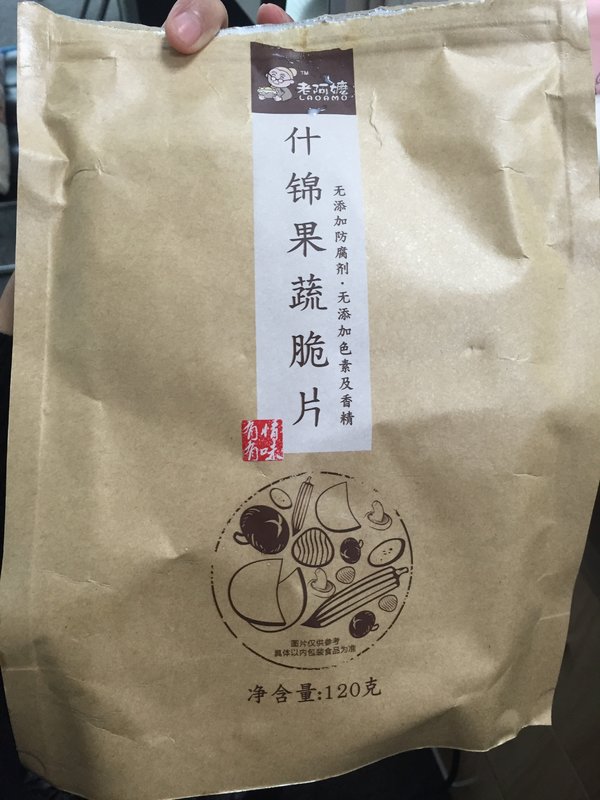 TM
老阿嬷
LAOAMO
什锦果蔬脆片
无添加防腐剂·无添加色素及香精
有情
有味
图片仅供参考
具体以内包装食品为准
净含量:120克